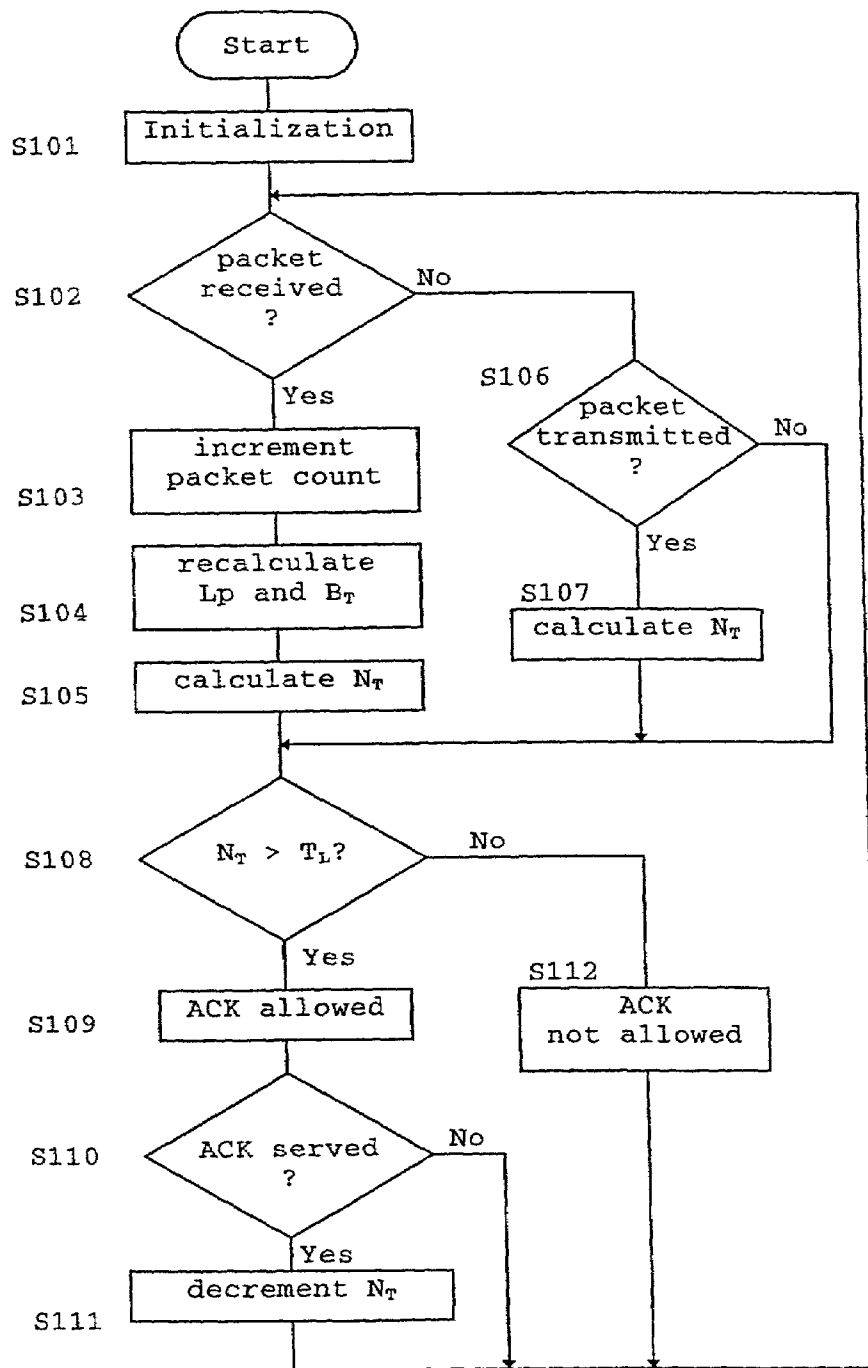 Start
S101
Initialization
S102
packet
received
?
No
Yes
S106
packet
transmitted
?
No
Yes
S103
increment
packet count
S104
recalculate
Lp and B_T
S107
calculate N_T
S105
calculate N_T
S108
N_T > T_L?
No
Yes
S109
ACK allowed
S112
ACK
not allowed
S110
ACK served
?
No
Yes
S111
decrement N_T